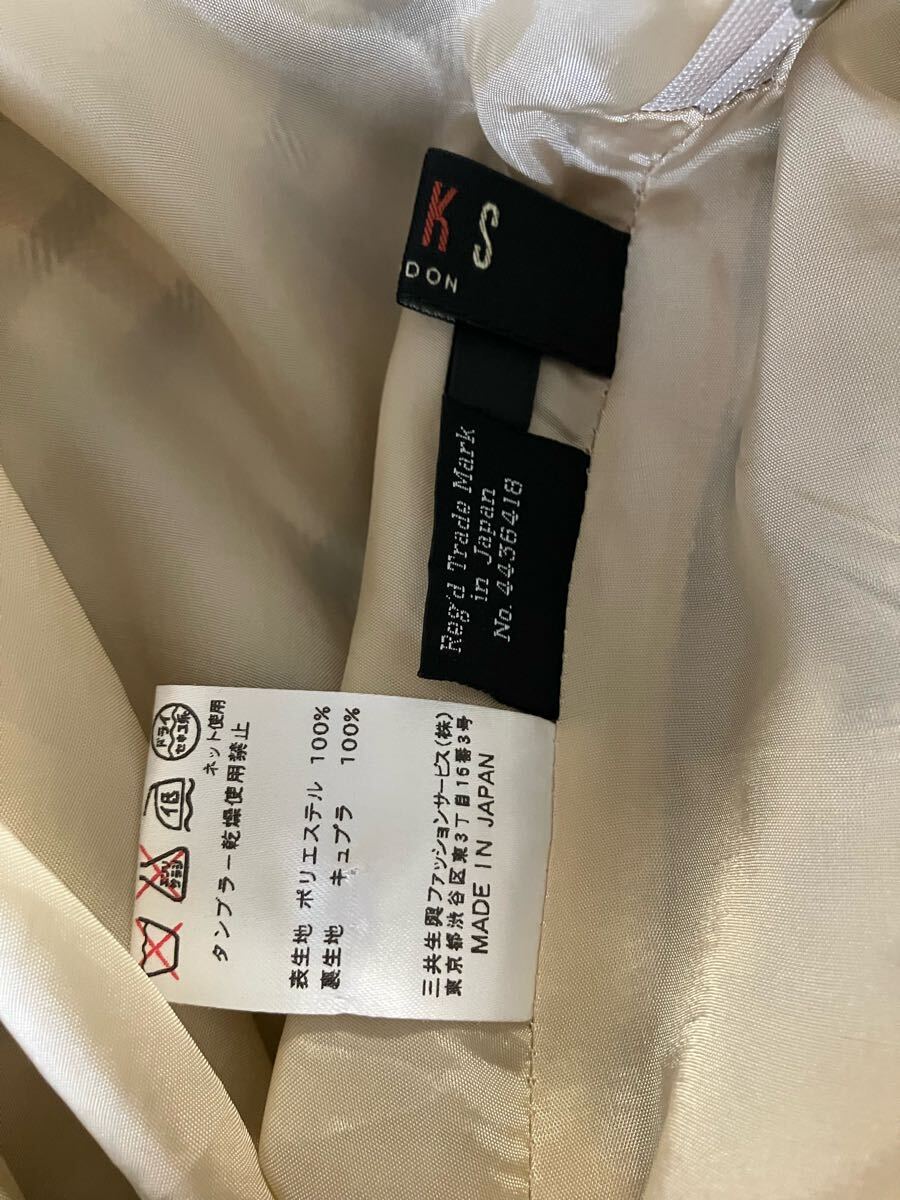 K S
DON
Reg'd Trade Mark
in Japan
No. 4436418
ドライ
セキユ系
ネット使用
タンブラー乾燥使用禁止
表生地 ポリエステル 100%
裏生地 キュプラ 100%
三共生興ファッションサービス(株)
東京都渋谷区東3丁目16番3号
MADE IN JAPAN